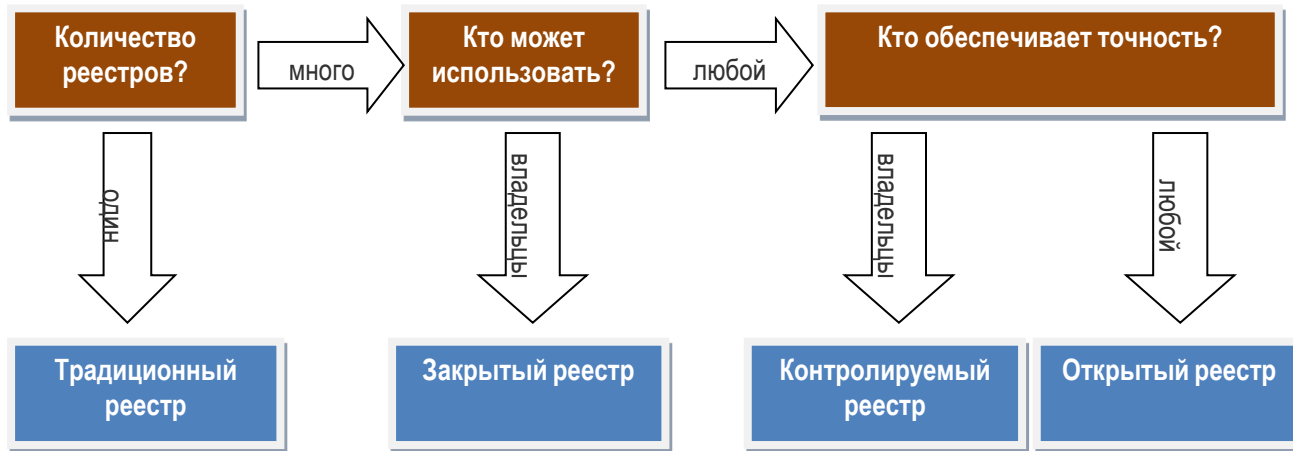 Количество
реестров?
много
Кто может
использовать?
любой
Кто обеспечивает точность?
один
владельцы
владельцы
любой
Традиционный
реестр
Закрытый реестр
Контролируемый
реестр
Открытый реестр